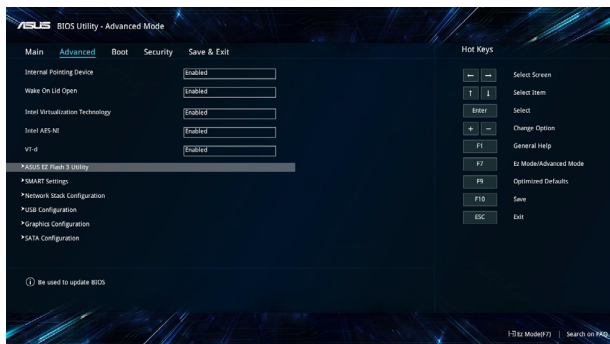 ASUS BIOS Utility - Advanced Mode
Main Advanced Boot Security Save & Exit
Hot Keys
Internal Pointing Device Enabled
Wake On Lid Open Enabled
Intel Virtualization Technology Enabled
Intel AES-NI Enabled
VT-d Enabled
ASUS EZ Flash 3 Utility
SMART Settings
Network Stack Configuration
USB Configuration
Graphics Configuration
SATA Configuration
← → Select Screen
↑ ↓ Select Item
Enter Select
+ − Change Option
F1 General Help
F7 Ez Mode/Advanced Mode
F9 Optimized Defaults
F10 Save
ESC Exit
Be used to update BIOS
Ez Mode(F7) | Search on FAQ